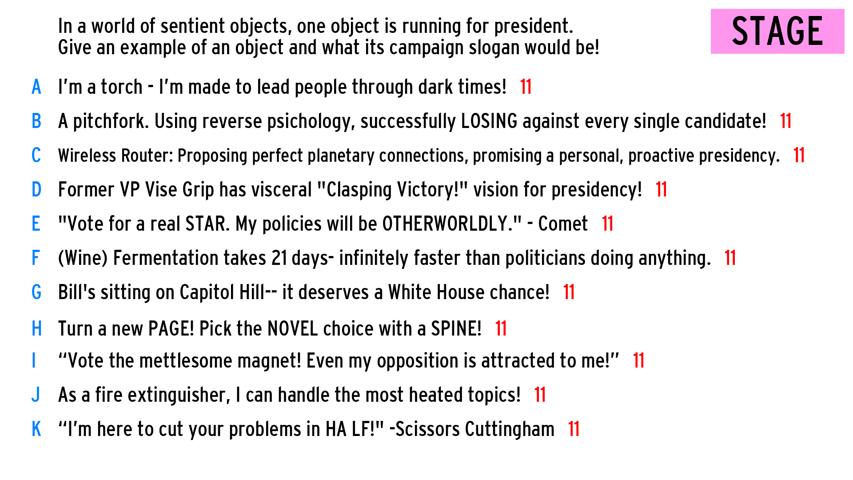 In a world of sentient objects, one object is running for president.
Give an example of an object and what its campaign slogan would be!
STAGE
A I'm a torch - I'm made to lead people through dark times! 11
B A pitchfork. Using reverse psichology, successfully LOSING against every single candidate! 11
C Wireless Router: Proposing perfect planetary connections, promising a personal, proactive presidency. 11
D Former VP Vise Grip has visceral "Clasping Victory!" vision for presidency! 11
E "Vote for a real STAR. My policies will be OTHERWORLDLY." - Comet 11
F (Wine) Fermentation takes 21 days- infinitely faster than politicians doing anything. 11
G Bill's sitting on Capitol Hill-- it deserves a White House chance! 11
H Turn a new PAGE! Pick the NOVEL choice with a SPINE! 11
I “Vote the mettlesome magnet! Even my opposition is attracted to me!” 11
J As a fire extinguisher, I can handle the most heated topics! 11
K “I'm here to cut your problems in HA LF!" -Scissors Cuttingham 11